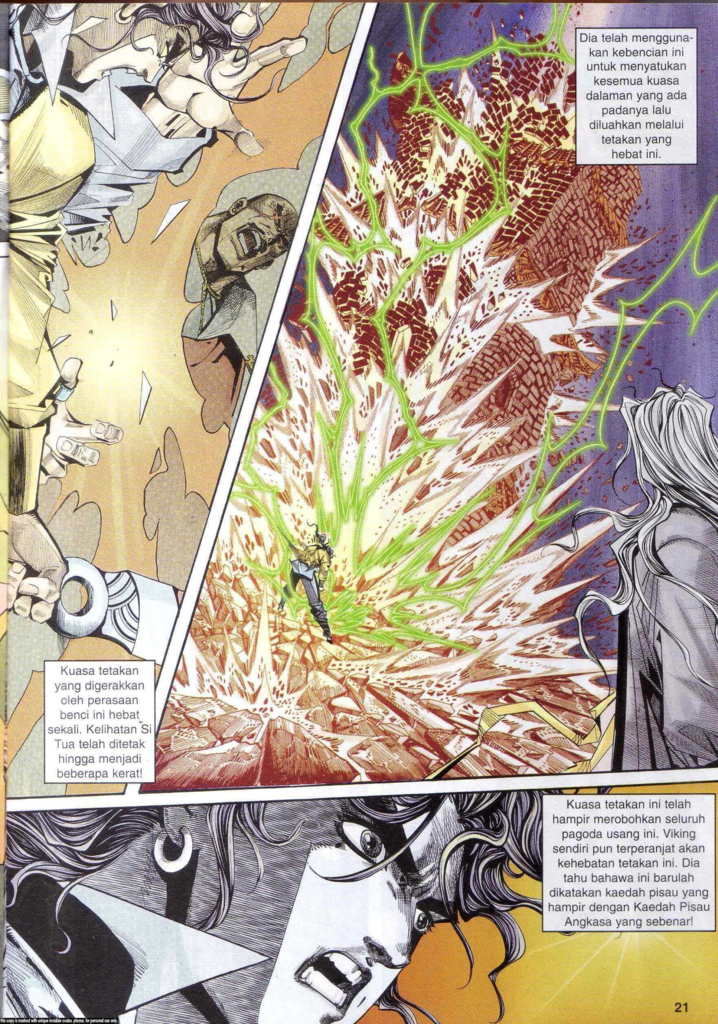 Dia telah mengguna-
kan kebencian ini
untuk menyatukan
kesemua kuasa
dalaman yang ada
padanya lalu
diluahkan melalui
tetakan yang
hebat ini.
Kuasa tetakan
yang digerakkan
oleh perasaan
benci ini hebat
sekali. Kelihatan Si
Tua telah ditetak
hingga menjadi
beberapa kerat!
Kuasa tetakan ini telah
hampir merobohkan seluruh
pagoda usang ini. Viking
sendiri pun terperanjat akan
kehebatan tetakan ini. Dia
tahu bahawa ini barulah
dikatakan kaedah pisau yang
hampir dengan Kaedah Pisau
Angkasa yang sebenar!
21